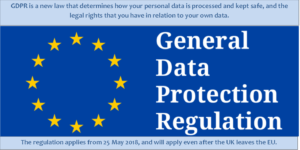 GDPR is a new law that determines how your personal data is processed and kept safe, and the
legal rights that you have in relation to your own data.
General
Data
Protection
Regulation
The regulation applies from 25 May 2018, and will apply even after the UK leaves the EU.